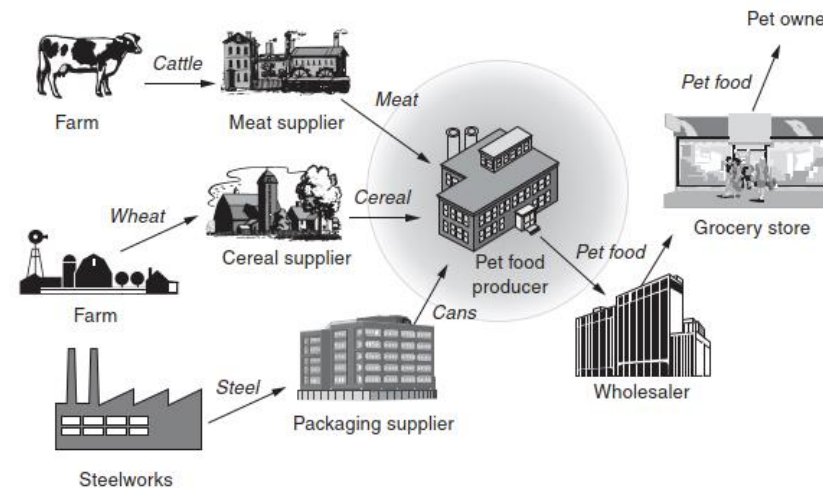 Pet owne
Pet food
Cattle
Farm
Meat supplier
Meat
Grocery store
Wheat
Cereal
Cereal supplier
Pet food
producer
Pet food
Farm
Cans
Wholesaler
Steel
Packaging supplier
Steelworks